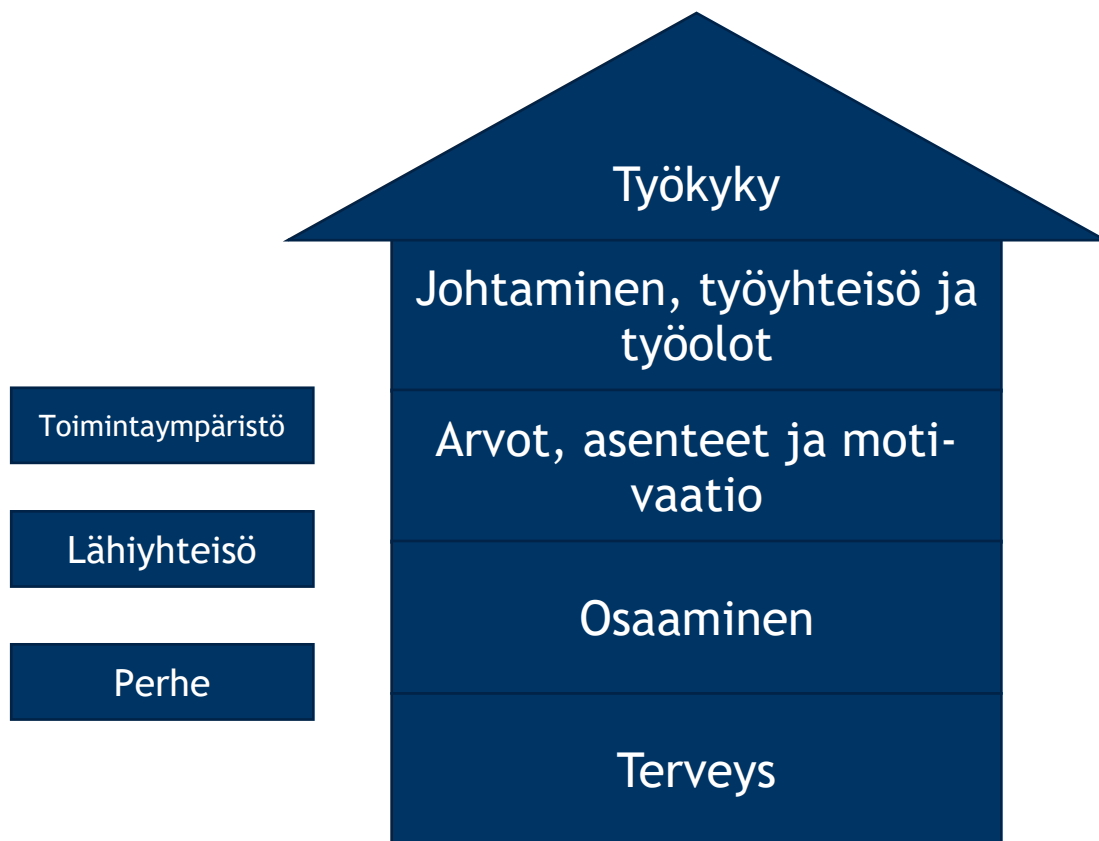 Työkyky
Johtaminen, työyhteisö ja
työolot
Arvot, asenteet ja moti-
vaatio
Osaaminen
Terveys
Toimintaympäristö
Lähiyhteisö
Perhe